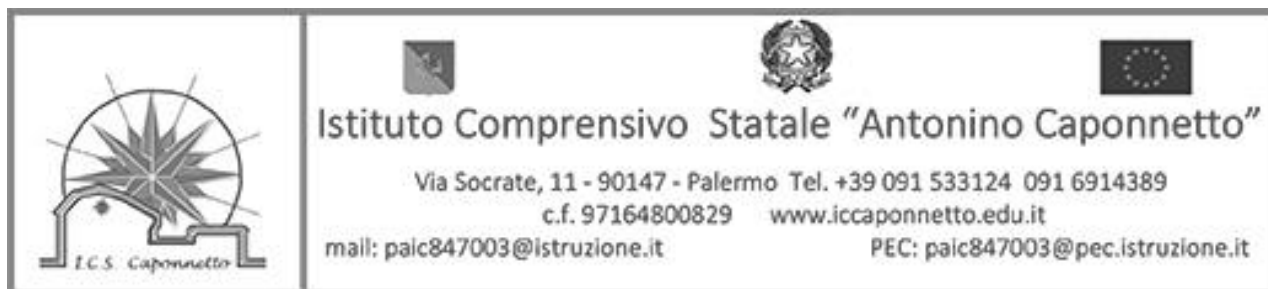 I.C.S. Caponnetto
Istituto Comprensivo Statale "Antonino Caponnetto"
Via Socrate, 11 - 90147 - Palermo Tel. +39 091 533124 091 6914389
c.f. 97164800829 www.iccaponnetto.edu.it
mail: paic847003@istruzione.it PEC: paic847003@pec.istruzione.it